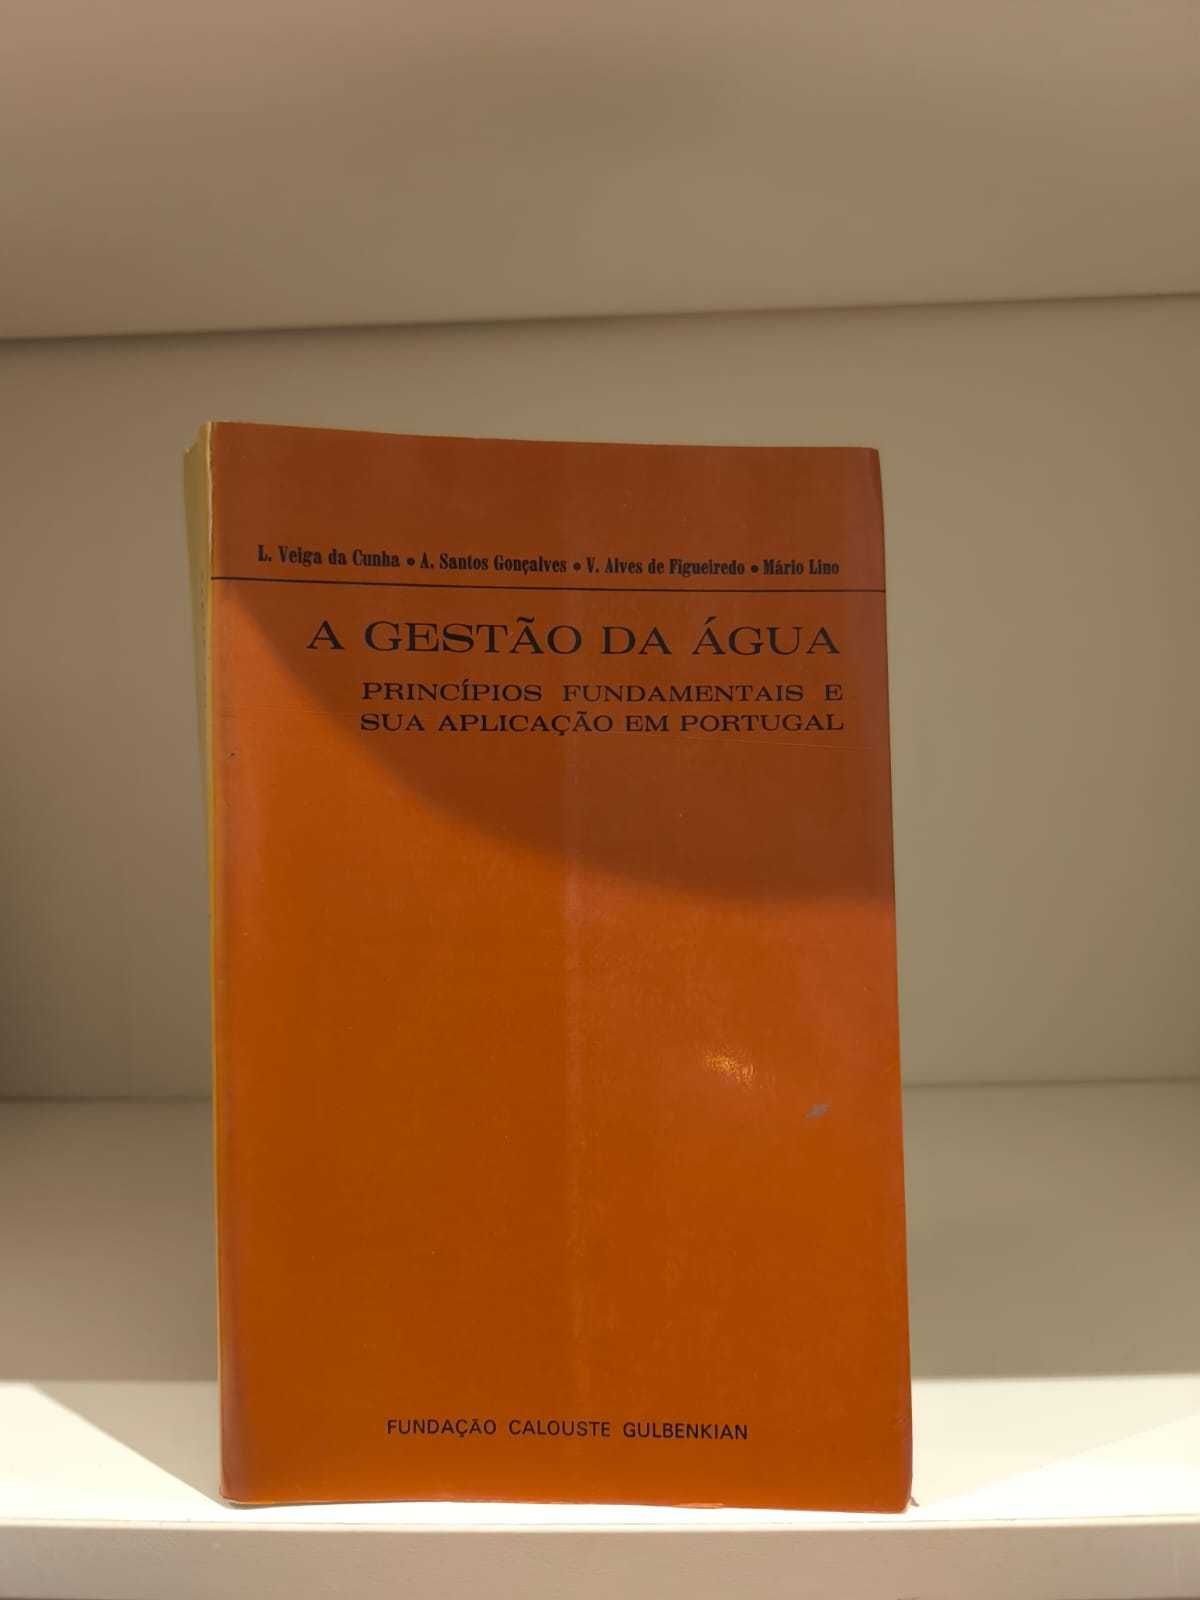 L. Veiga da Cunha • A. Santos Gonçalves • V. Alves de Figueiredo • Mário Lino
A GESTÃO DA ÁGUA
PRINCÍPIOS FUNDAMENTAIS E
SUA APLICAÇÃO EM PORTUGAL
FUNDAÇÃO CALOUSTE GULBENKIAN